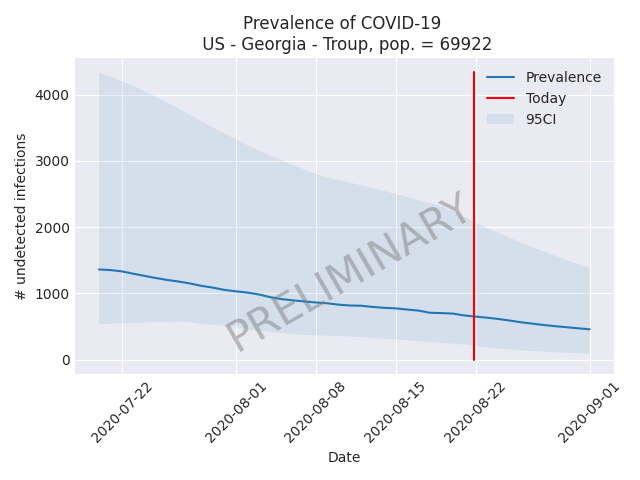 Prevalence of COVID-19
US - Georgia - Troup, pop. = 69922
# undetected infections
4000
3000
2000
1000
0
Prevalence
Today
95CI
PRELIMINARY
2020-07-22
2020-08-01
2020-08-08
2020-08-15
2020-08-22
2020-09-01
Date